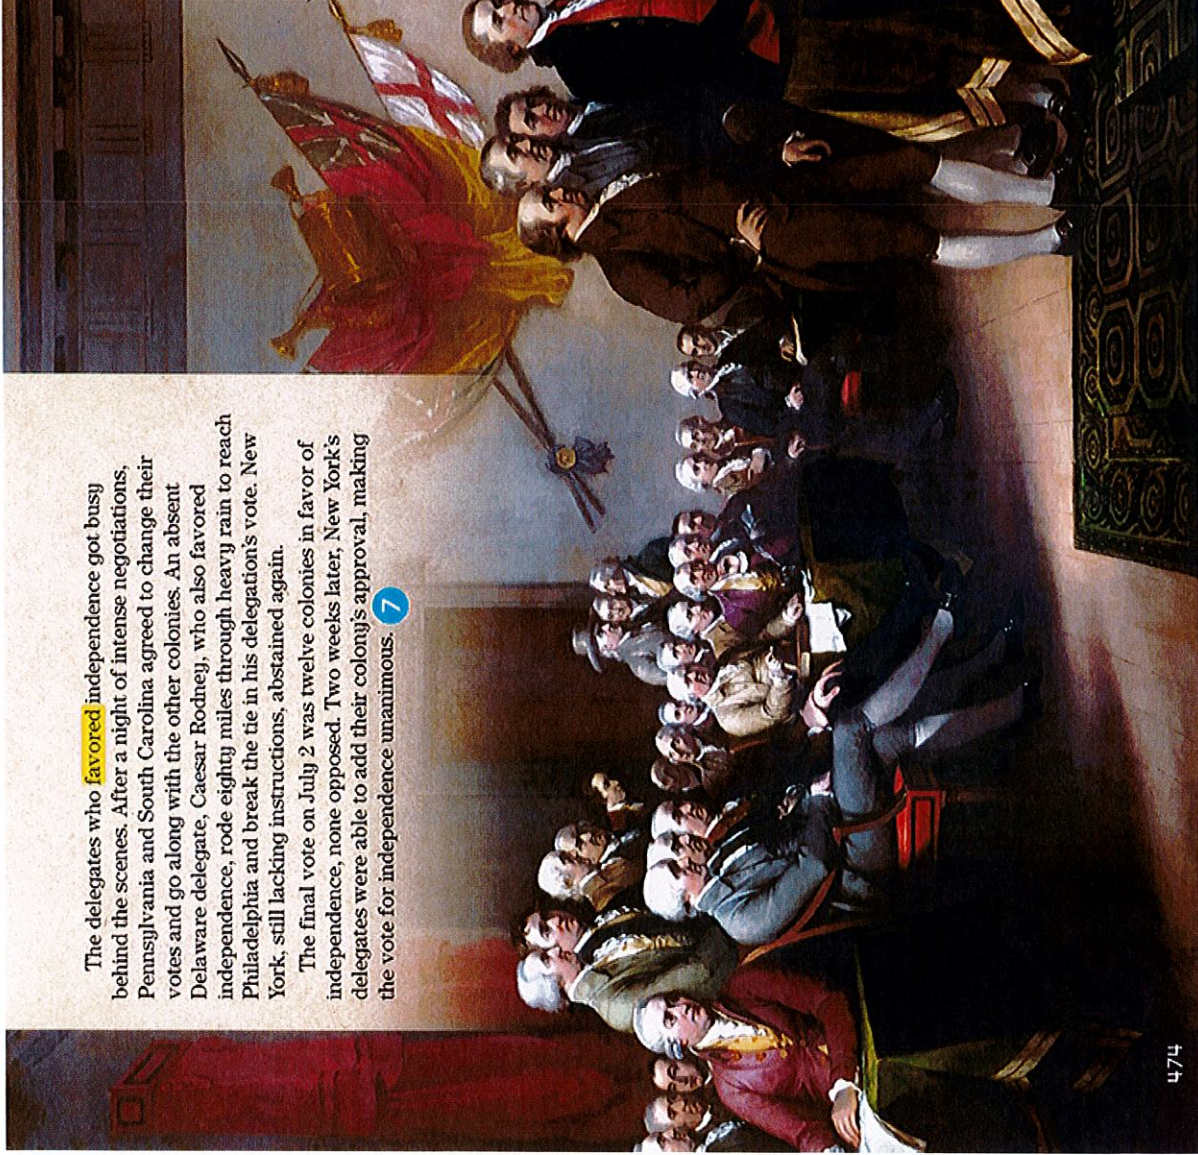 The delegates who favored independence got busy
behind the scenes. After a night of intense negotiations,
Pennsylvania and South Carolina agreed to change their
votes and go along with the other colonies. An absent
Delaware delegate, Caesar Rodney, who also favored
independence, rode eighty miles through heavy rain to reach
Philadelphia and break the tie in his delegation's vote. New
York, still lacking instructions, abstained again.
The final vote on July 2 was twelve colonies in favor of
independence, none opposed. Two weeks later, New York's
delegates were able to add their colony's approval, making
the vote for independence unanimous. 7
474